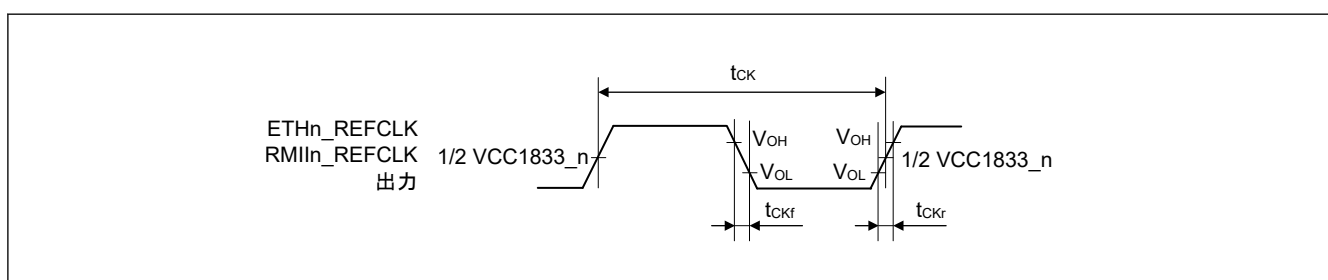 tCK
ETHn_REFCLK
RMIIn_REFCLK
出力
1/2 VCC1833_n
VOH
VOL
VOH
VOL
1/2 VCC1833_n
tCKf
tCKr